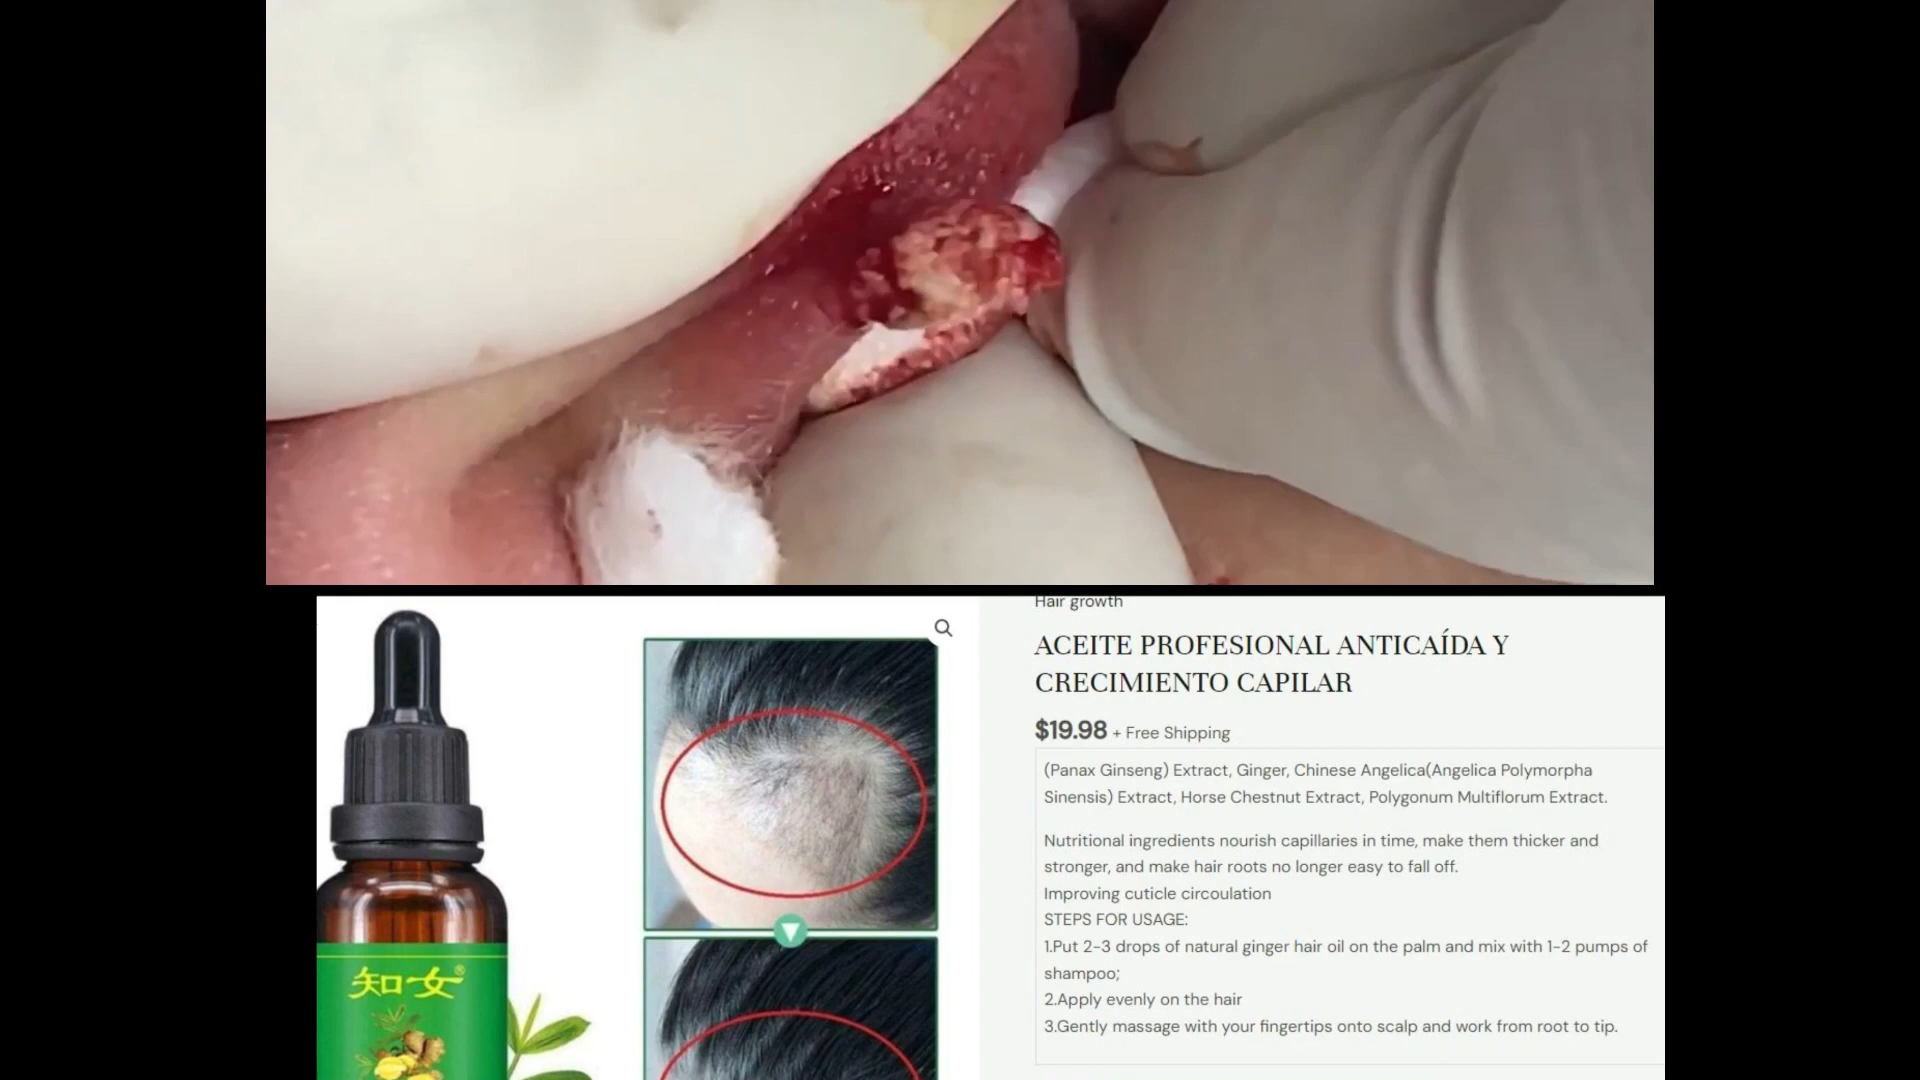 Hair growth
ACEITE PROFESIONAL ANTICAÍDA Y
CRECIMIENTO CAPILAR
$19.98 + Free Shipping
(Panax Ginseng) Extract, Ginger, Chinese Angelica(Angelica Polymorpha
Sinensis) Extract, Horse Chestnut Extract, Polygonum Multiflorum Extract.
Nutritional ingredients nourish capillaries in time, make them thicker and
stronger, and make hair roots no longer easy to fall off.
Improving cuticle circoulation
STEPS FOR USAGE:
1.Put 2-3 drops of natural ginger hair oil on the palm and mix with 1-2 pumps of
shampoo;
2.Apply evenly on the hair
3.Gently massage with your fingertips onto scalp and work from root to tip.
知女®